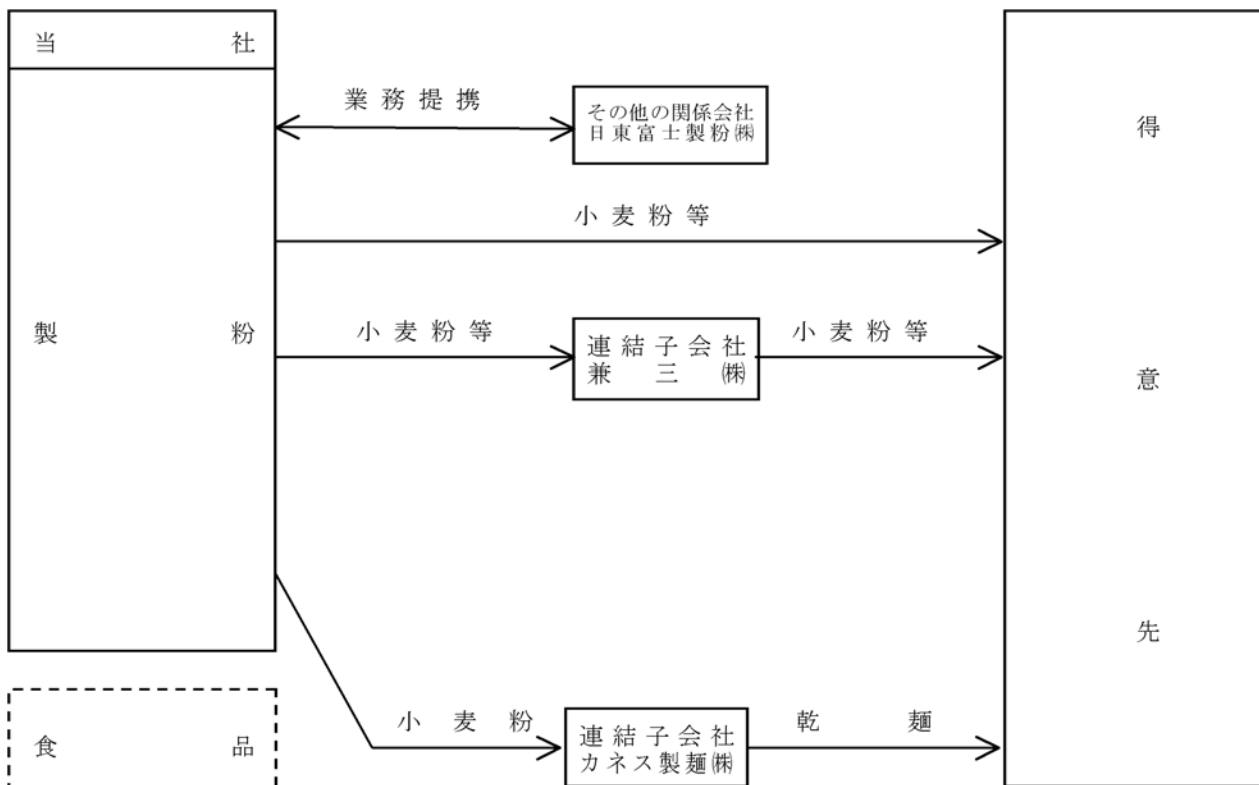 当社
業務提携
その他の関係会社
日東富士製粉㈱
得意先
小麦粉等
製粉
小麦粉等
連結子会社
兼三㈱
小麦粉等
小麦粉
連結子会社
カネス製麺㈱
乾麺
食品